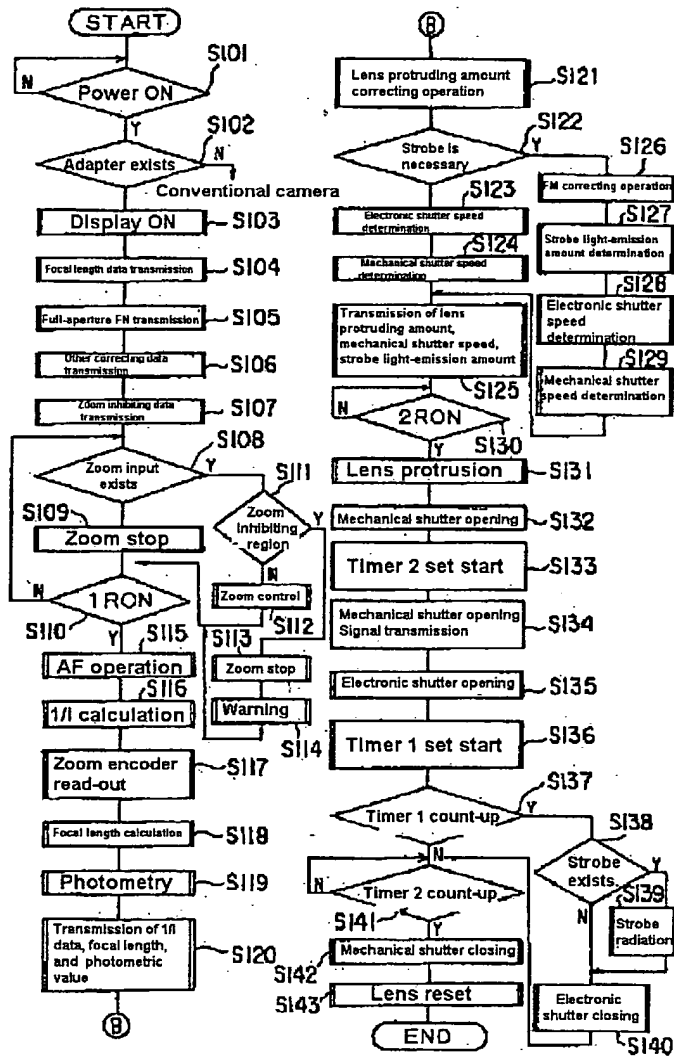 START
S101
N
Power ON
Y
S102
Adapter exists
N
Conventional camera
Display ON
S103
Focal length data transmission
S104
Full-aperture FN transmission
S105
Other correcting data
transmission
S106
Zoom inhibiting data
transmission
S107
S108
Zoom input
exists
Y
S111
S109
Zoom
inhibiting
region
Y
Zoom stop
N
N
1 RON
Zoom control
S110
Y
S115
S112
S113
AF operation
Zoom stop
S116
1/l calculation
Warning
S114
Zoom encoder
read-out
S117
Focal length calculation
S118
Photometry
S119
Transmission of 1/l
data, focal length,
and photometric
value
S120
B
B
Lens protruding amount
correcting operation
S121
S122
Strobe is
necessary
Y
S126
FM correcting operation
S123
Electronic shutter speed
determination
S127
Strobe light-emission
amount determination
S124
Mechanical shutter speed
determination
S128
Electronic shutter
speed
determination
Transmission of lens
protruding amount,
mechanical shutter speed,
strobe light-emission amount
S129
Mechanical shutter
speed determination
S125
N
2 RON
S130
Y
Lens protrusion
S131
Mechanical shutter opening
S132
Timer 2 set start
S133
Mechanical shutter opening
Signal transmission
S134
Electronic shutter opening
S135
Timer 1 set start
S136
S137
Timer 1 count-up
Y
S138
N
Strobe
exists
Y
S139
N
Timer 2 count-up
N
Strobe
radiation
S141
Y
Mechanical shutter closing
S142
Electronic
shutter closing
S140
Lens reset
S143
END